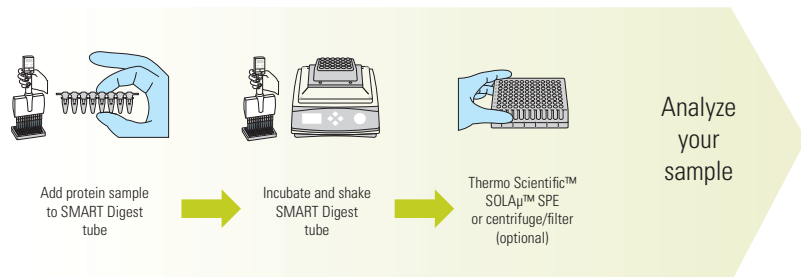 Add protein sample
to SMART Digest
tube
Incubate and shake
SMART Digest
tube
Thermo Scientific™
SOLAµ™ SPE
or centrifuge/filter
(optional)
Analyze
your
sample